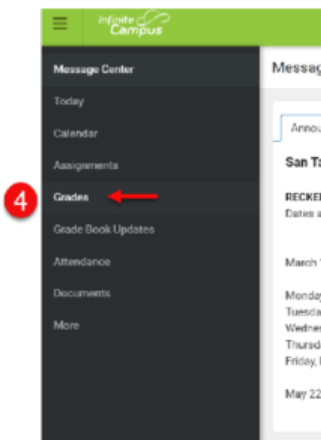 Infinite
Campus
Message Center
Today
Calendar
Assignments
Grades
4
Grade Book Updates
Attendance
Documents
More
Messag
Annou
San Ta
RECKE
Dates a
March
Monday
Tuesda
Wednes
Thursd
Friday,
May 22